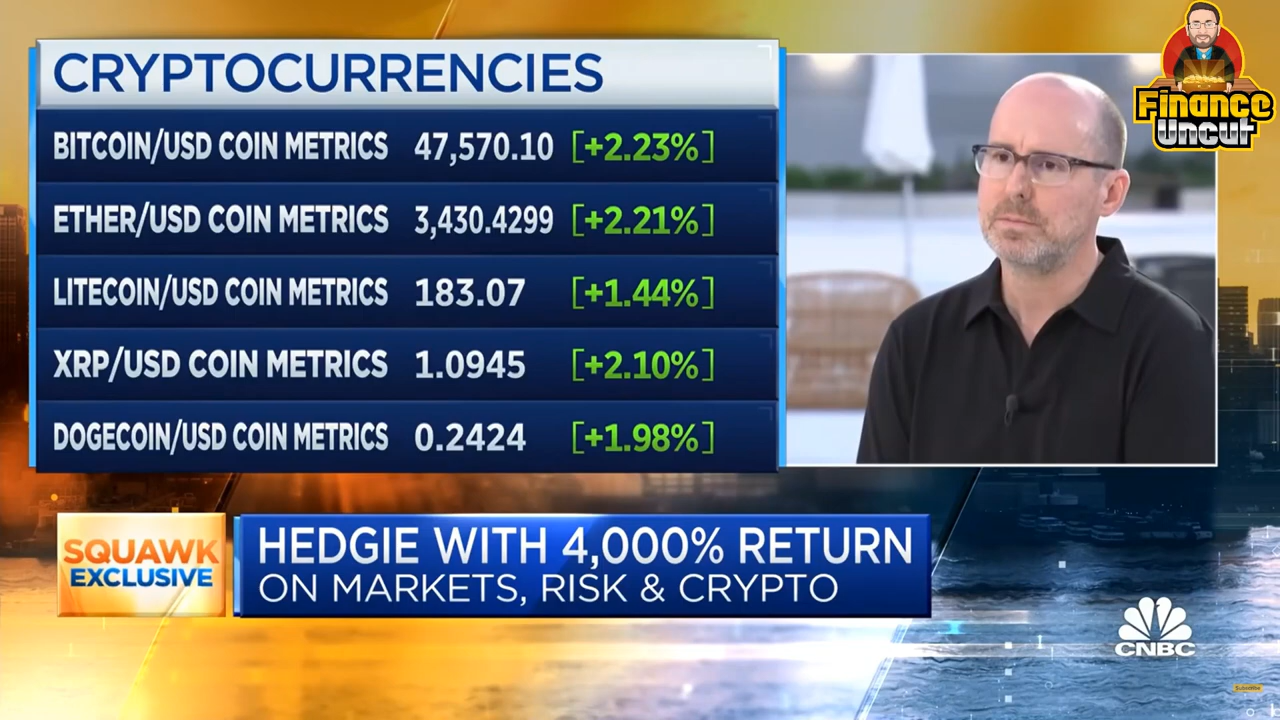 CRYPTOCURRENCIES
BITCOIN/USD COIN METRICS 47,570.10 [+2.23%]
ETHER/USD COIN METRICS 3,430.4299 [+2.21%]
LITECOIN/USD COIN METRICS 183.07 [+1.44%]
XRP/USD COIN METRICS 1.0945 [+2.10%]
DOGECOIN/USD COIN METRICS 0.2424 [+1.98%]
Finance
Uncut
SQUAWK
EXCLUSIVE
HEDGIE WITH 4,000% RETURN
ON MARKETS, RISK & CRYPTO
CNBC
Subscribe